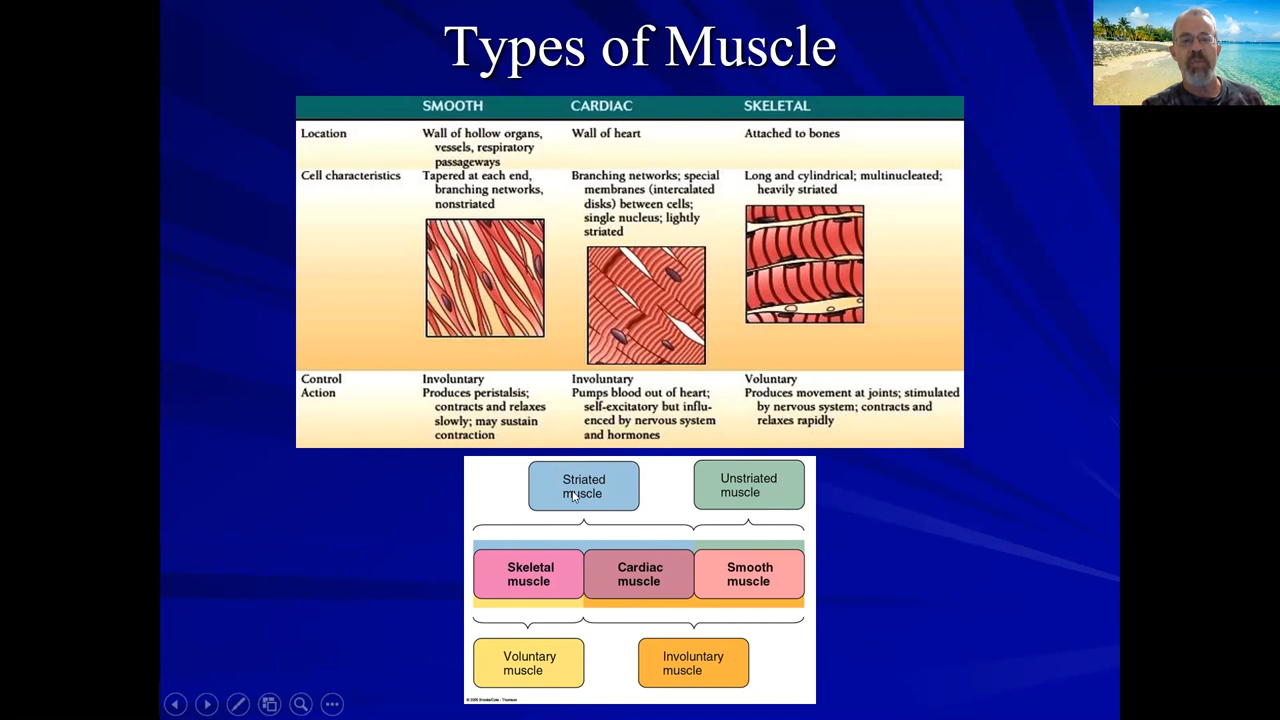 Types of Muscle
SMOOTH CARDIAC SKELETAL
Location
Wall of hollow organs,
vessels, respiratory
passageways
Wall of heart
Attached to bones
Cell characteristics
Tapered at each end,
branching networks,
nonstriated
Branching networks; special
membranes (intercalated
disks) between cells;
single nucleus; lightly
striated
Long and cylindrical; multinucleated;
heavily striated
Control
Involuntary
Involuntary
Voluntary
Action
Produces peristalsis;
contracts and relaxes
slowly; may sustain
contraction
Pumps blood out of heart;
self-excitatory but influ-
enced by nervous system
and hormones
Produces movement at joints; stimulated
by nervous system; contracts and
relaxes rapidly
Striated
muscle
Unstriated
muscle
Skeletal
muscle
Cardiac
muscle
Smooth
muscle
Voluntary
muscle
Involuntary
muscle